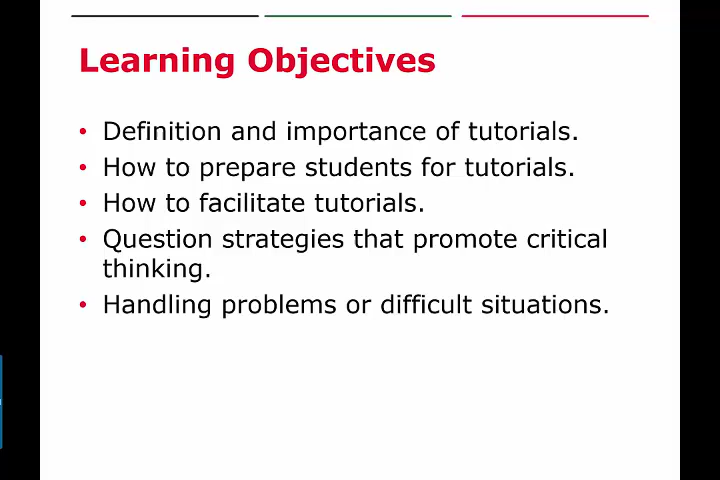 Learning Objectives
• Definition and importance of tutorials.
• How to prepare students for tutorials.
• How to facilitate tutorials.
• Question strategies that promote critical
thinking.
• Handling problems or difficult situations.